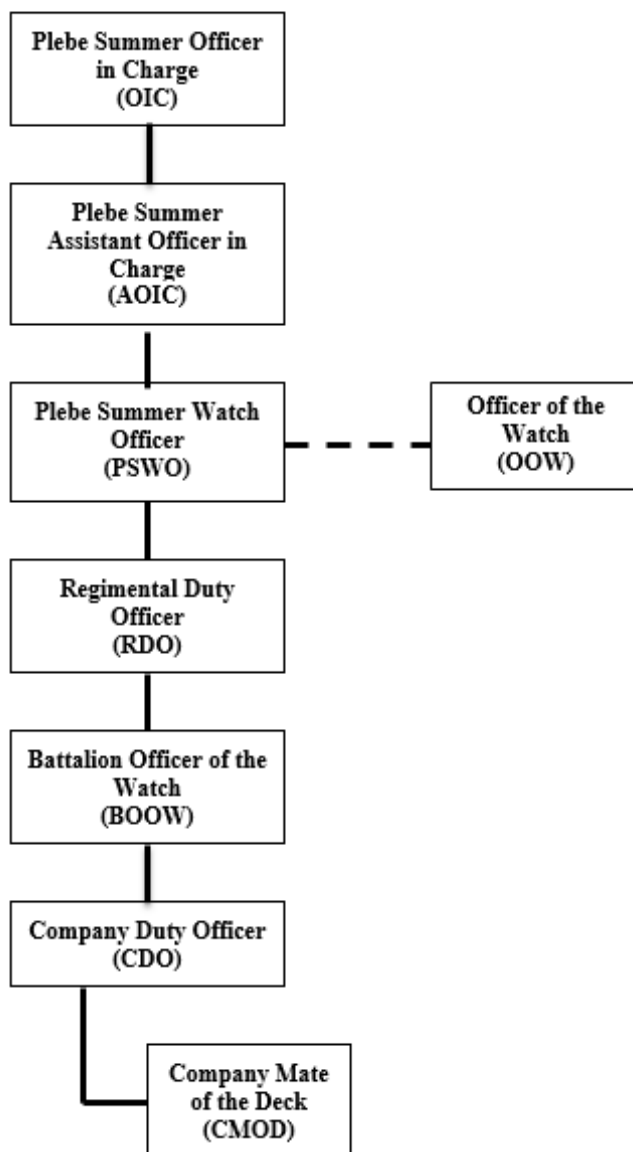 Plebe Summer Officer
in Charge
(OIC)
Plebe Summer
Assistant Officer in
Charge
(AOIC)
Plebe Summer Watch
Officer
(PSWO)
Officer of the
Watch
(OOW)
Regimental Duty
Officer
(RDO)
Battalion Officer of the
Watch
(BOOW)
Company Duty Officer
(CDO)
Company Mate
of the Deck
(CMOD)